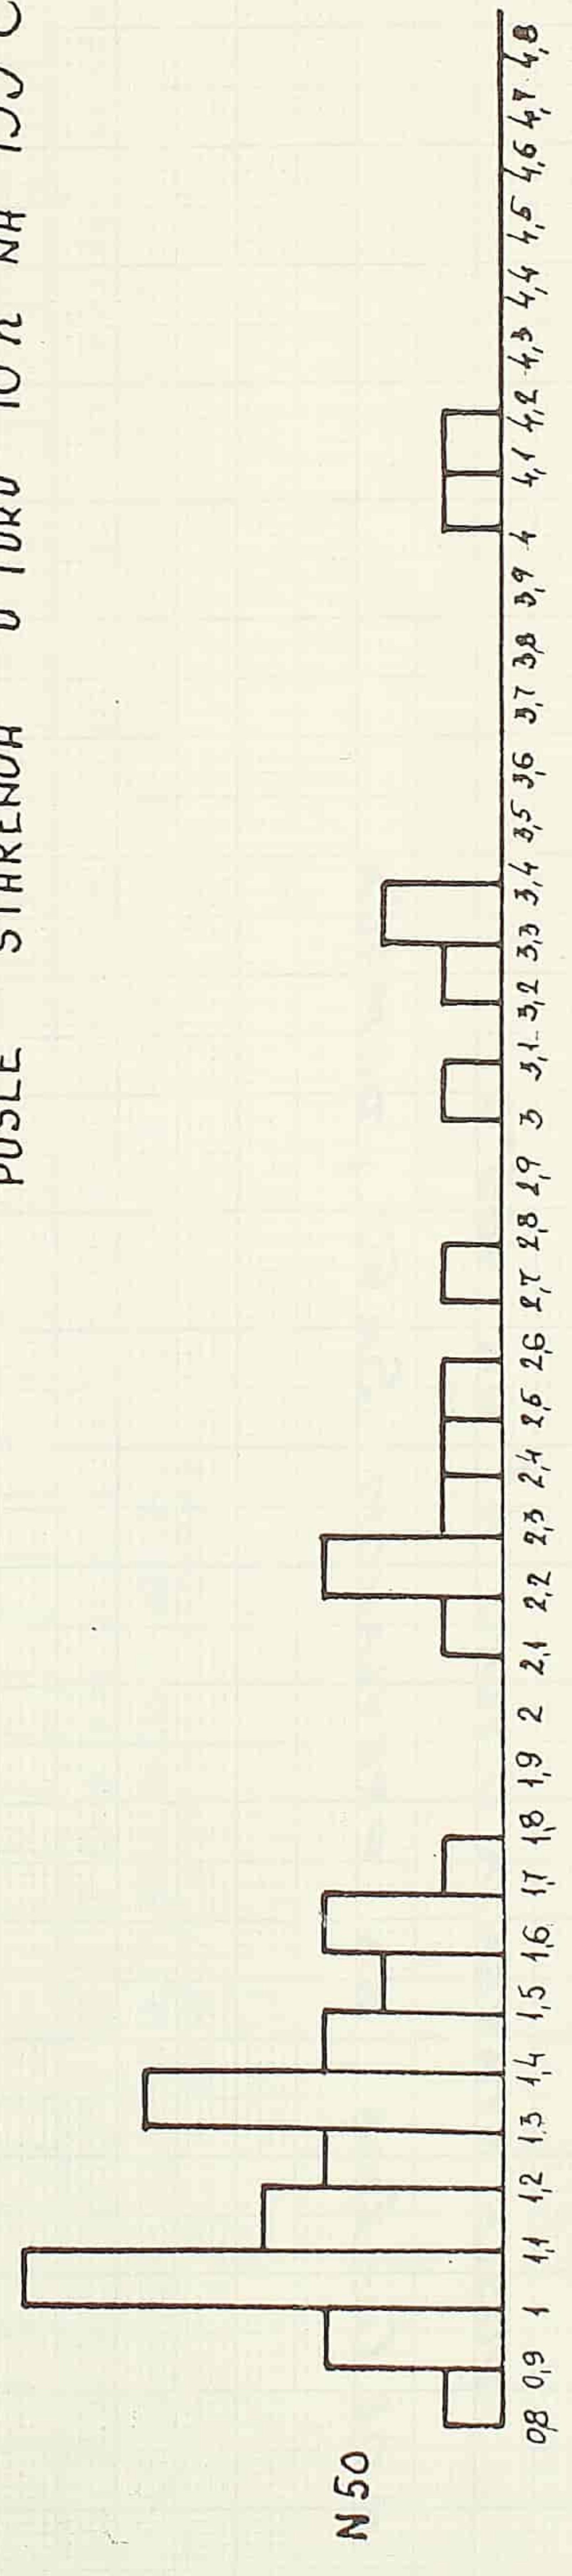 POSLE STARENJA U TOKU 10h NA
N 50
0,8 0,9 1 1,1 1,2 1,3 1,4 1,5 1,6 1,7 1,8 1,9 2 2,1 2,2 2,3 2,4 2,5 2,6 2,7 2,8 2,9 3 3,1 3,2 3,3 3,4 3,5 3,6 3,7 3,8 3,9 4 4,1 4,2 4,3 4,4 4,5 4,6 4,7 4,8